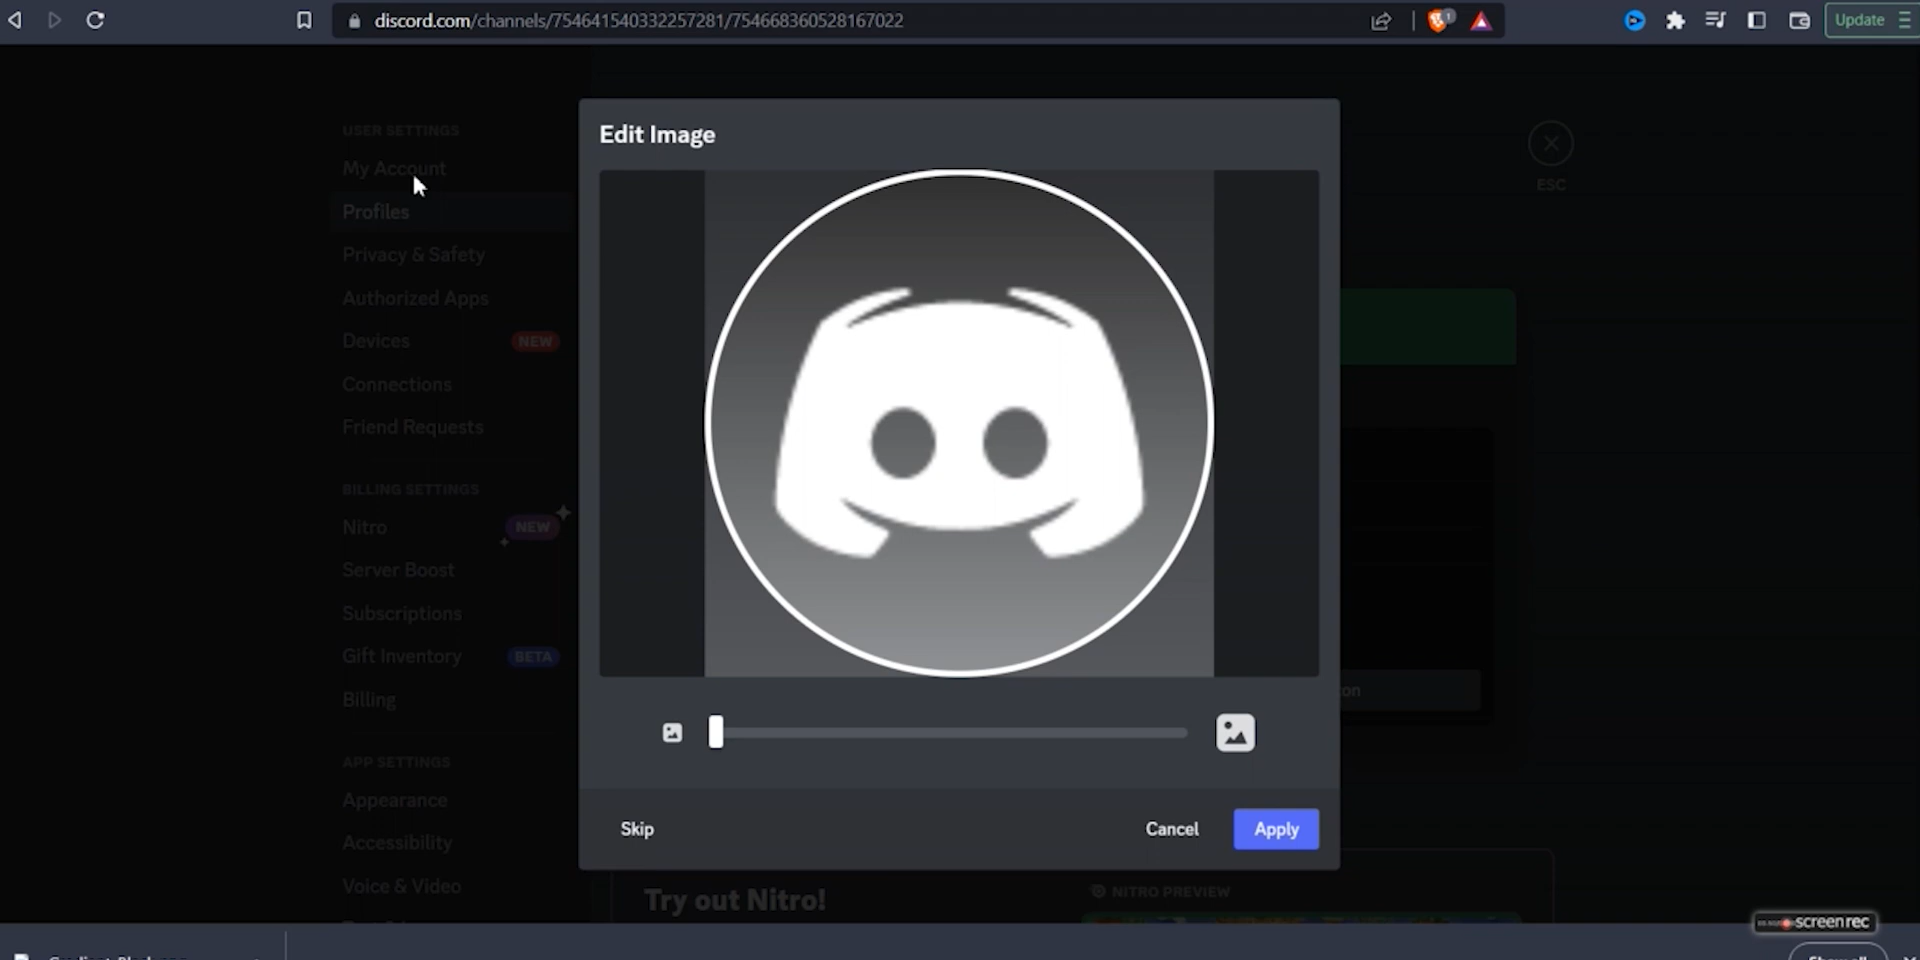 discord.com/channels/754641540332257281/754668360528167022
1
Update
Edit Image
USER SETTINGS
My Account
Profiles
Privacy & Safety
Authorized Apps
Devices NEW
Connections
Friend Requests
ESC
BILLING SETTINGS
Nitro NEW
Server Boost
Subscriptions
Gift Inventory BETA
Billing
APP SETTINGS
Appearance
Accessibility
Voice & Video
Skip
Cancel
Apply
Try out Nitro!
NITRO PREVIEW
screenrec